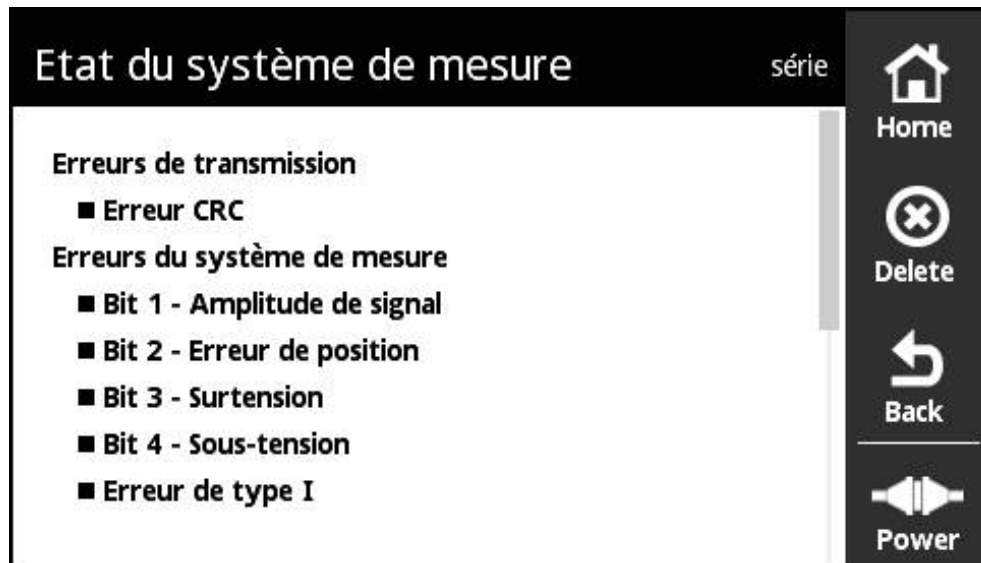 Etat du système de mesure
série
Erreurs de transmission
■ Erreur CRC
Erreurs du système de mesure
■ Bit 1 - Amplitude de signal
■ Bit 2 - Erreur de position
■ Bit 3 - Surtension
■ Bit 4 - Sous-tension
■ Erreur de type I
Home
Delete
Back
Power